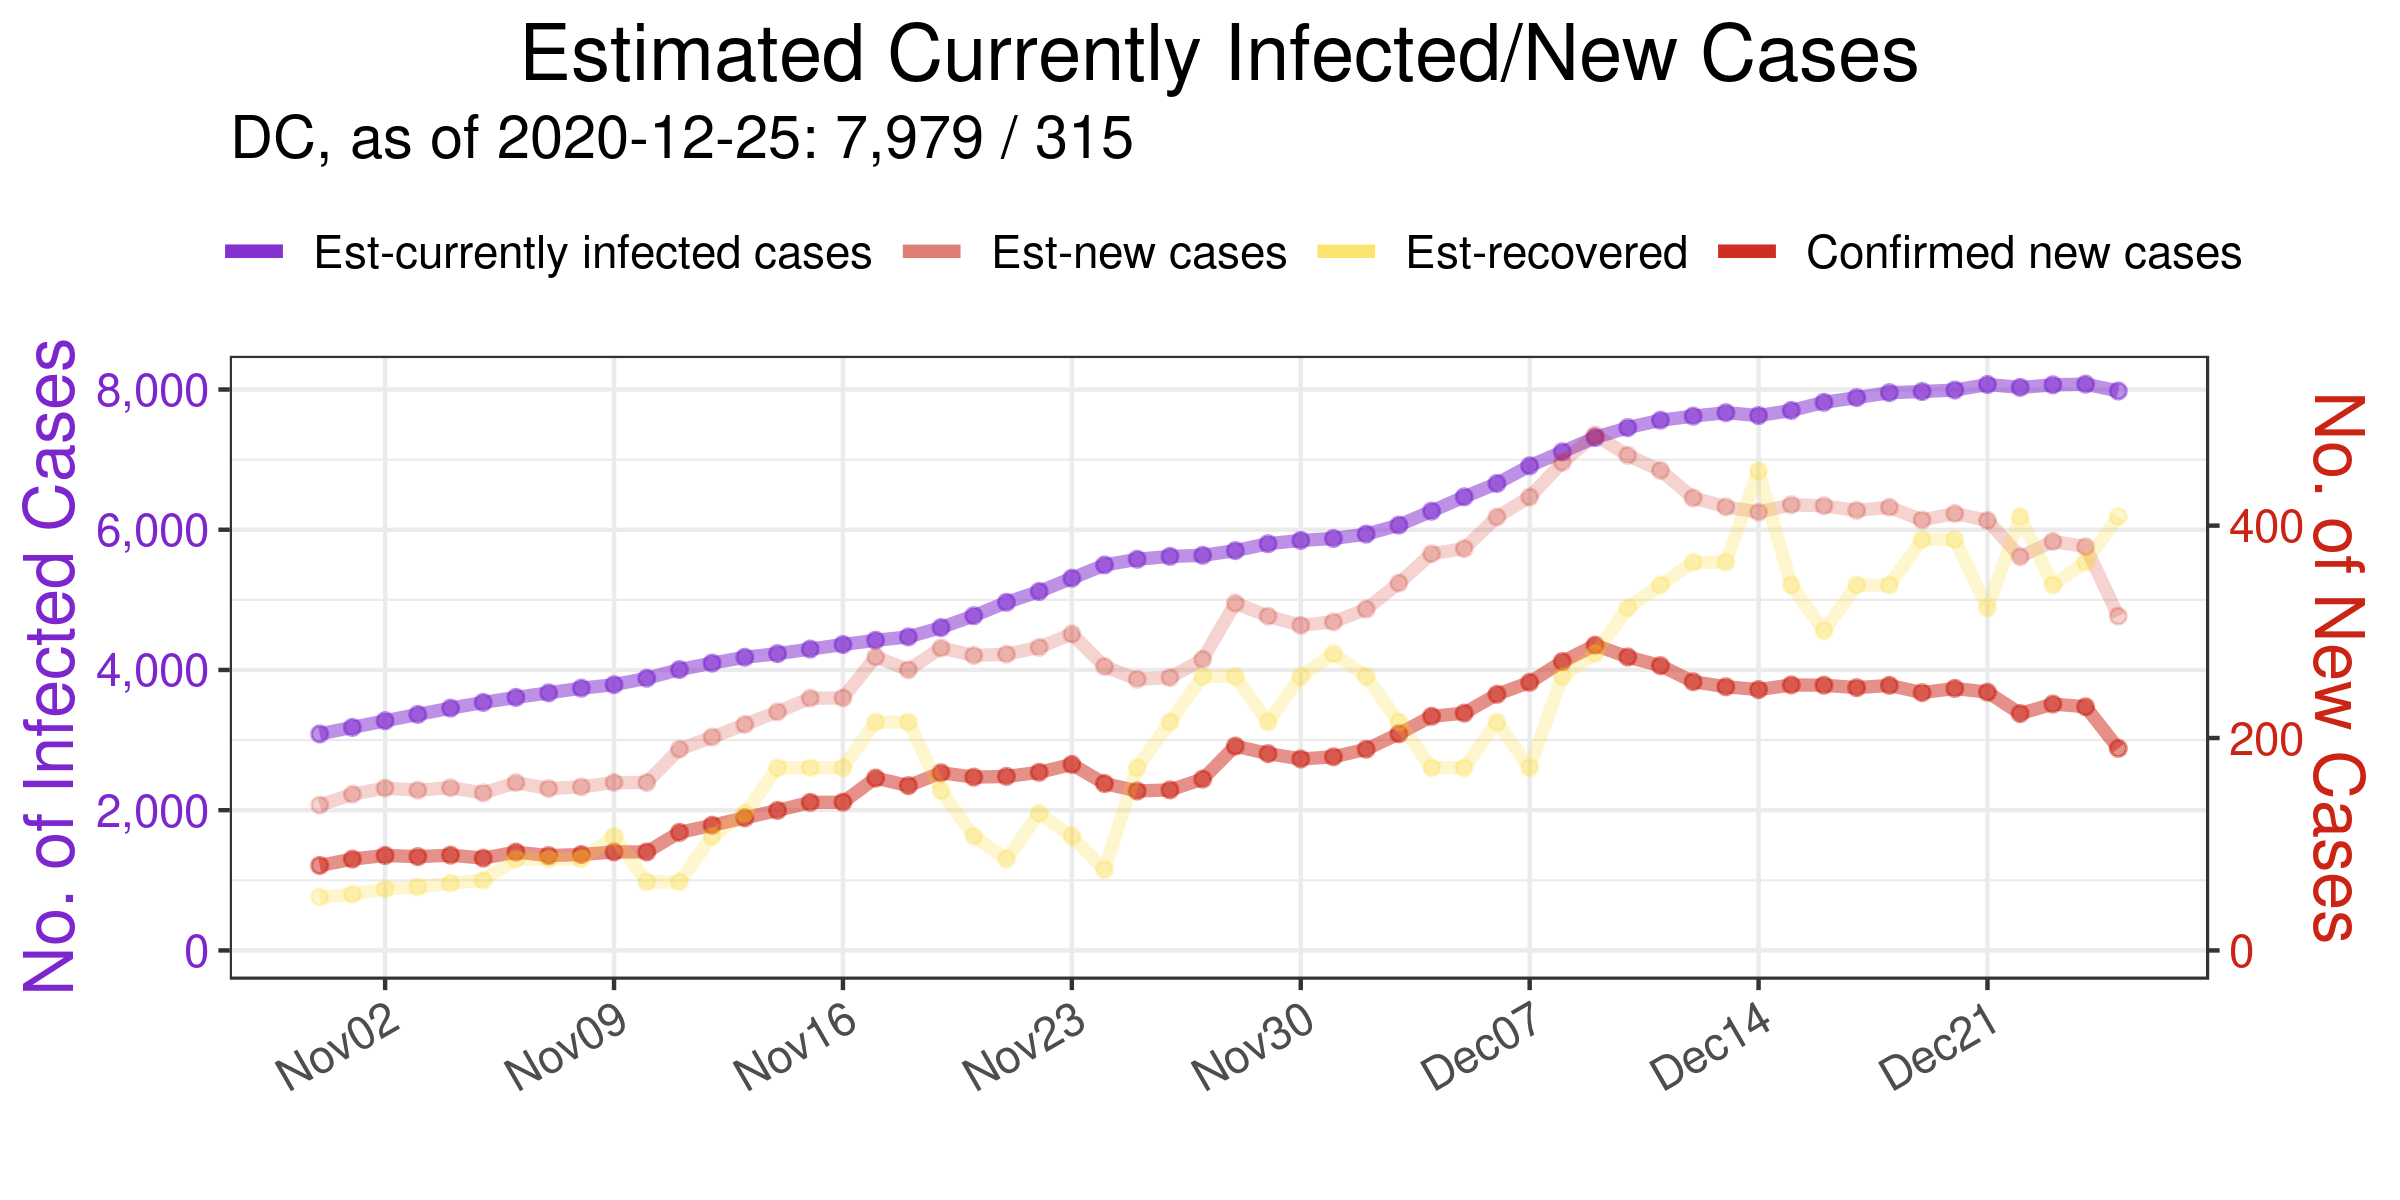 Estimated Currently Infected/New Cases
DC, as of 2020-12-25: 7,979 / 315
Est-currently infected cases Est-new cases Est-recovered Confirmed new cases
No. of Infected Cases
8,000
6,000
4,000
2,000
0
400
200
0
No. of New Cases
Nov02 Nov09 Nov16 Nov23 Nov30 Dec07 Dec14 Dec21